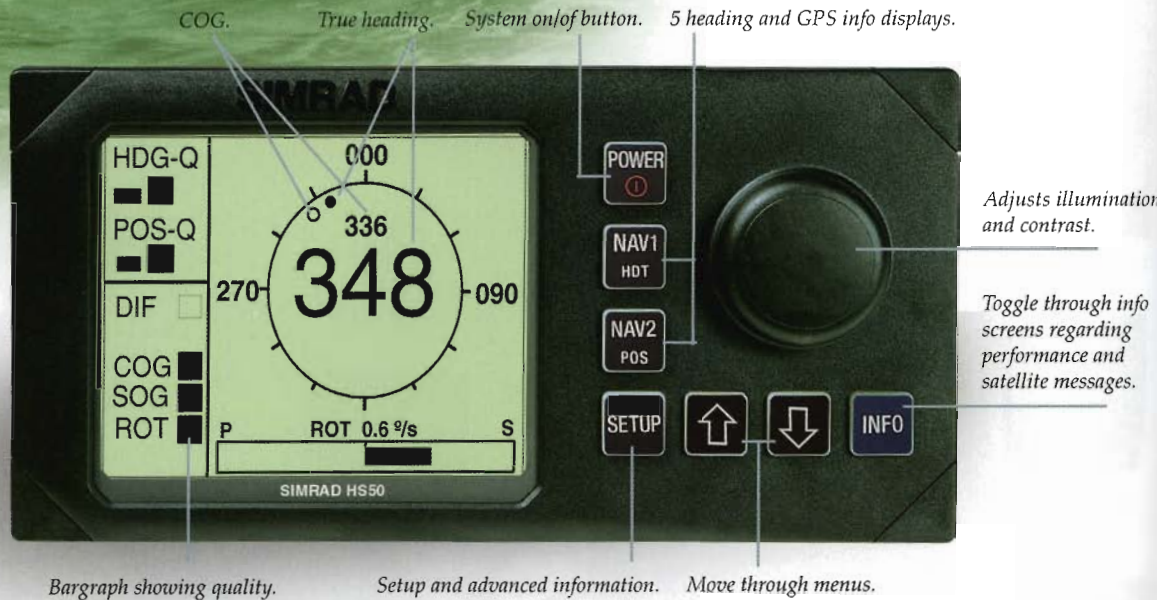 COG.
True heading.
System on/of button.
5 heading and GPS info displays.
SIMRAD
HDG-Q
POS-Q
DIF
COG
SOG
ROT
000
336
348
270
090
P
ROT 0.6 º/s
S
SIMRAD HS50
POWER
NAV1
HDT
NAV2
POS
SETUP
INFO
Adjusts illumination
and contrast.
Toggle through info
screens regarding
performance and
satellite messages.
Bargraph showing quality.
Setup and advanced information.
Move through menus.